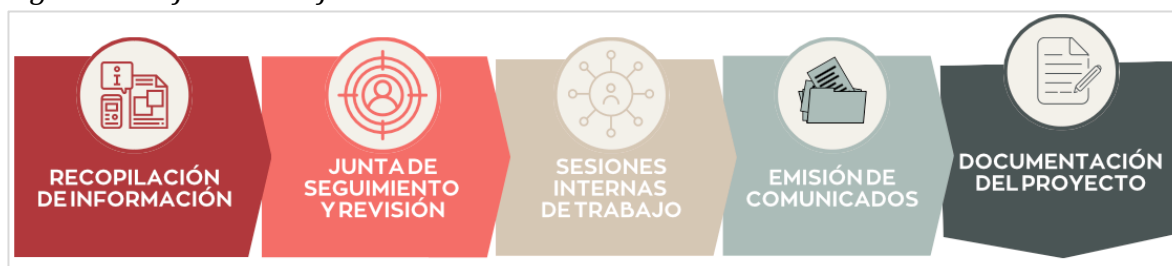 RECOPILACIÓN
DE INFORMACIÓN
JUNTA DE
SEGUIMIENTO
Y REVISIÓN
SESIONES
INTERNAS
DE TRABAJO
EMISIÓN DE
COMUNICADOS
DOCUMENTACIÓN
DEL PROYECTO